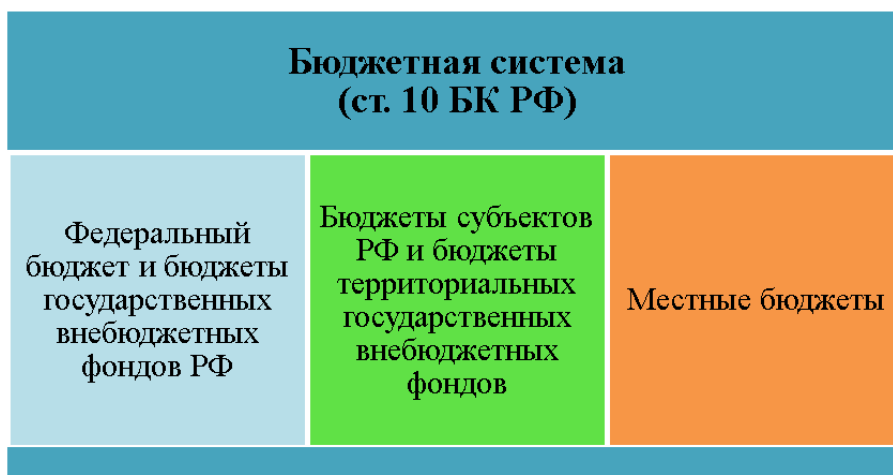 Бюджетная система
(ст. 10 БК РФ)
Федеральный
бюджет и бюджеты
государственных
внебюджетных
фондов РФ
Бюджеты субъектов
РФ и бюджеты
территориальных
государственных
внебюджетных
фондов
Местные бюджеты